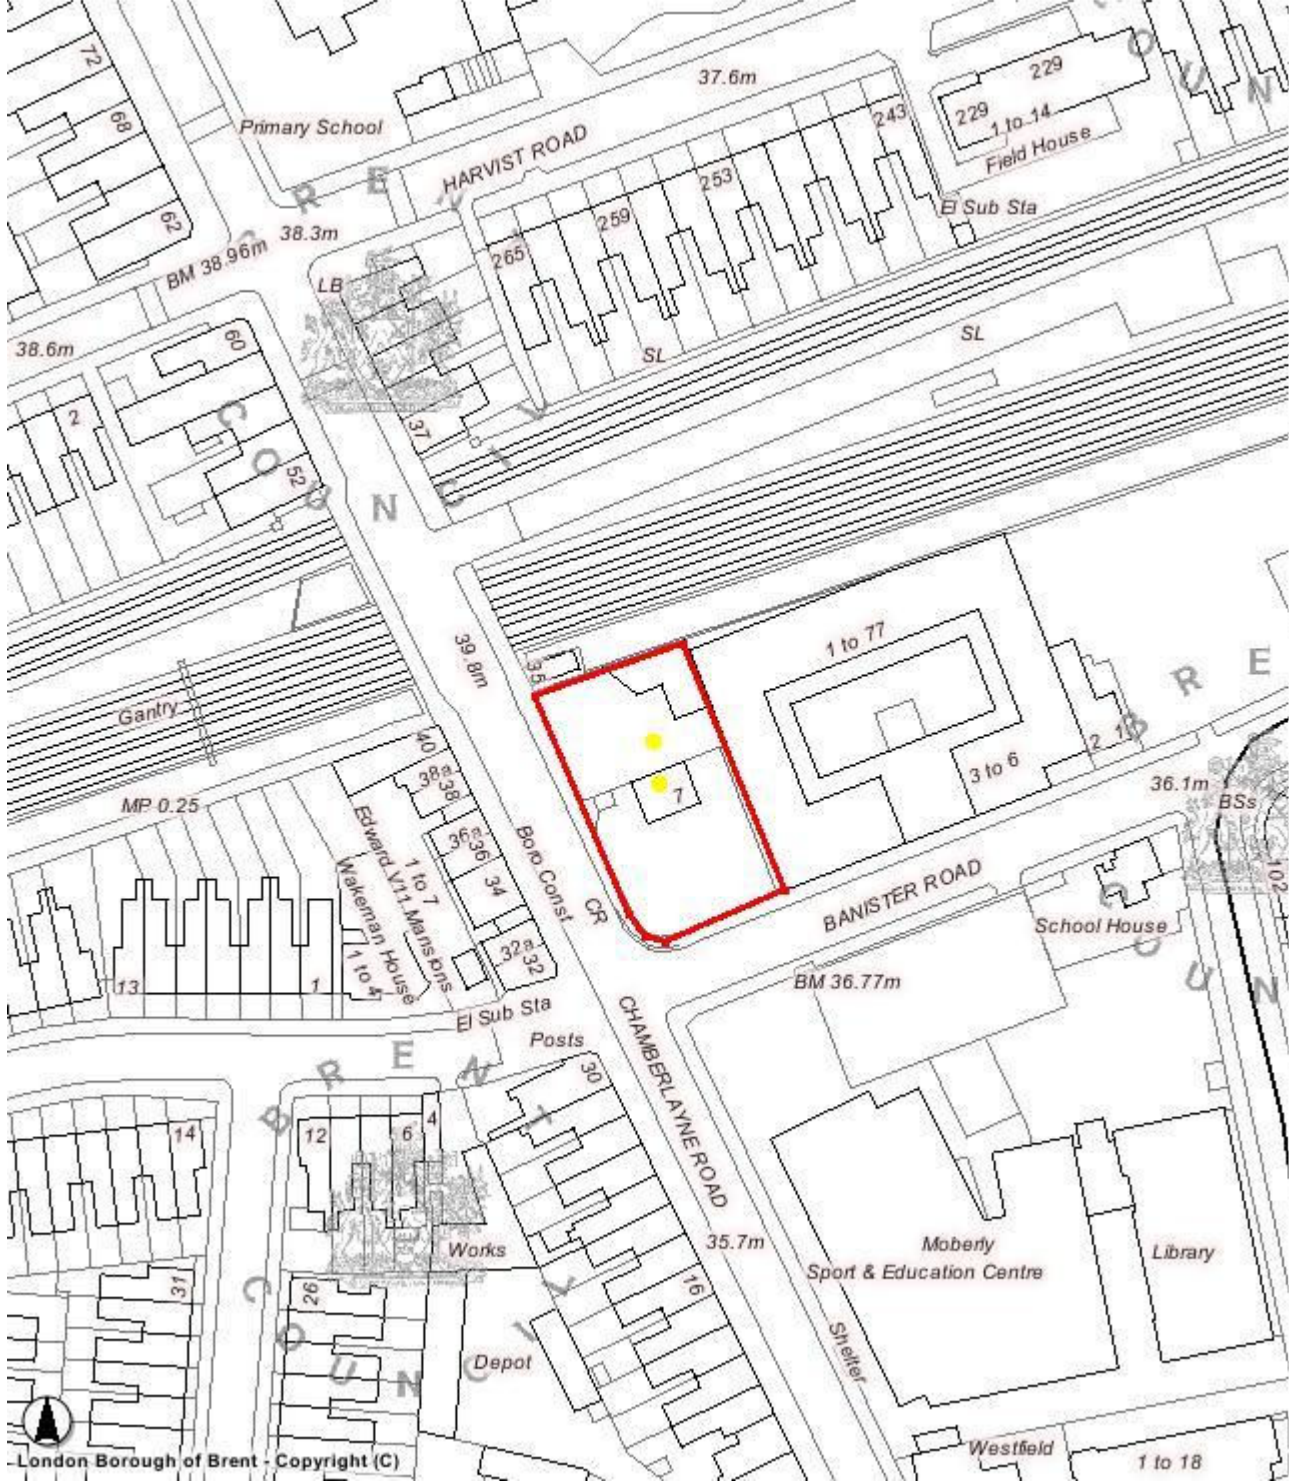 72
68
62
Primary School
HARVIST ROAD
37.6m
229
229
1 to 14
Field House
243
253
259
265
El Sub Sta
38.3m
BM 38.96m
LB
38.6m
60
2
52
37
SL
SL
39.8m
35
1 to 77
Gantry
MP 0.25
40
38a
38
36a
36
34
32a
32
1 to 7
Edward V11 Mansions
Wakeman House
1 to 4
13
1
Boro Const
CR
7
3 to 6
2
1
36.1m
BSs
102
BANISTER ROAD
School House
BM 36.77m
El Sub Sta
Posts
30
CHAMBERLAYNE ROAD
14
12
6
4
31
26
Works
Depot
16
35.7m
Shelter
Moberly
Sport & Education Centre
Library
Westfield
1 to 18
BRENT COUNCIL
BRENT COUNCIL
London Borough of Brent - Copyright (C)